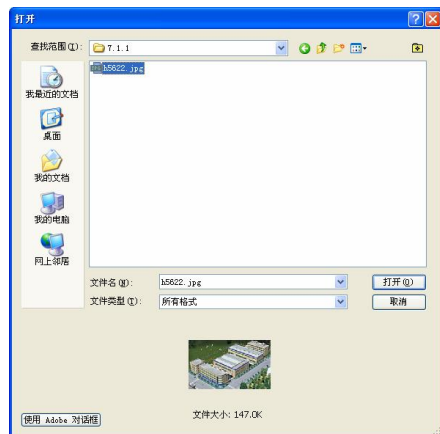 打开
查找范围(I):
7.1.1
h5622.jpg
我最近的文档
桌面
我的文档
我的电脑
网上邻居
文件名(N):
h5622.jpg
打开(O)
文件类型(T):
所有格式
取消
使用 Adobe 对话框
文件大小: 147.0K